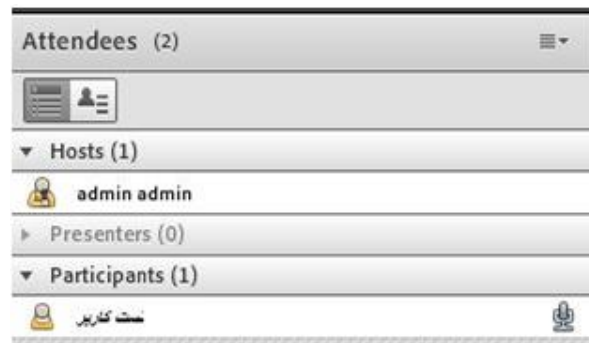 Attendees (2)
Hosts (1)
admin admin
Presenters (0)
Participants (1)
تست کاربر